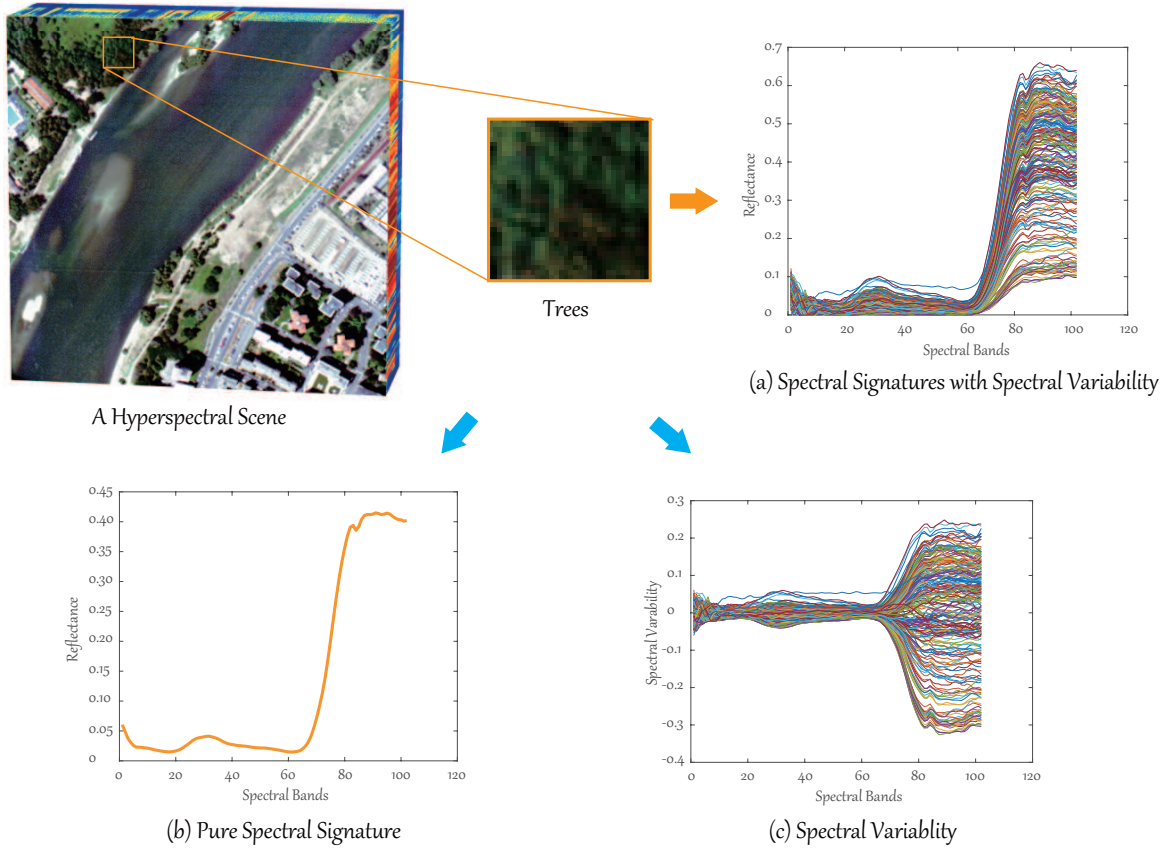 A Hyperspectral Scene
Trees
0.7
0.6
0.5
0.4
0.3
0.2
0.1
0
Reflectance
0 20 40 60 80 100 120
Spectral Bands
(a) Spectral Signatures with Spectral Variability
0.45
0.40
0.35
0.30
0.25
0.20
0.15
0.10
0.05
0
Reflectance
0 20 40 60 80 100 120
Spectral Bands
(b) Pure Spectral Signature
0.3
0.2
0.1
0
-0.1
-0.2
-0.3
-0.4
Spectral Varability
0 20 40 60 80 100 120
Spectral Bands
(c) Spectral Variablity